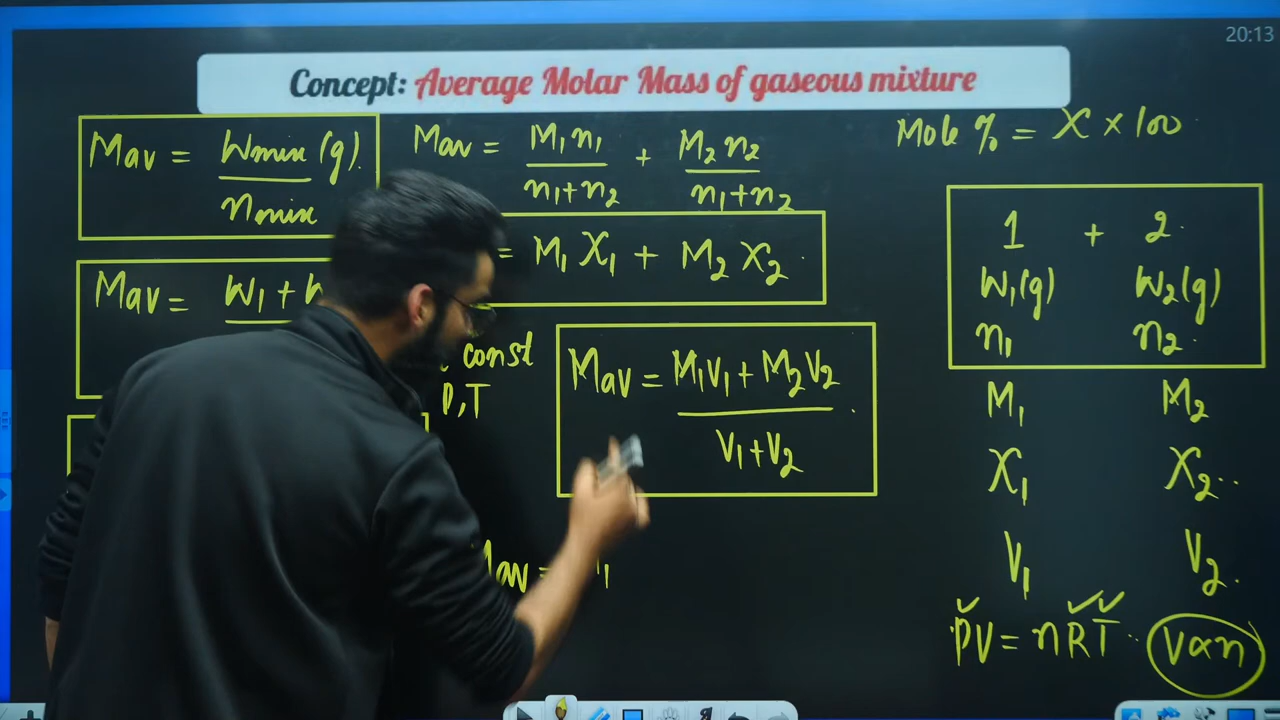 20:13
Concept: Average Molar Mass of gaseous mixture
Mav = Wmix (g).
nmix
Mav = M₁n₁ + M₂n₂
n₁+n₂ n₁+n₂
= M₁X₁ + M₂X₂
Mole % = X × 100
Mav = W₁ +
const
P,T
Mav = M₁V₁ + M₂V₂
V₁+V₂
Mav =
1 + 2
W₁(g) W₂(g)
n₁ n₂
M₁ M₂
X₁ X₂
V₁ V₂
PV = nRT
V∝n